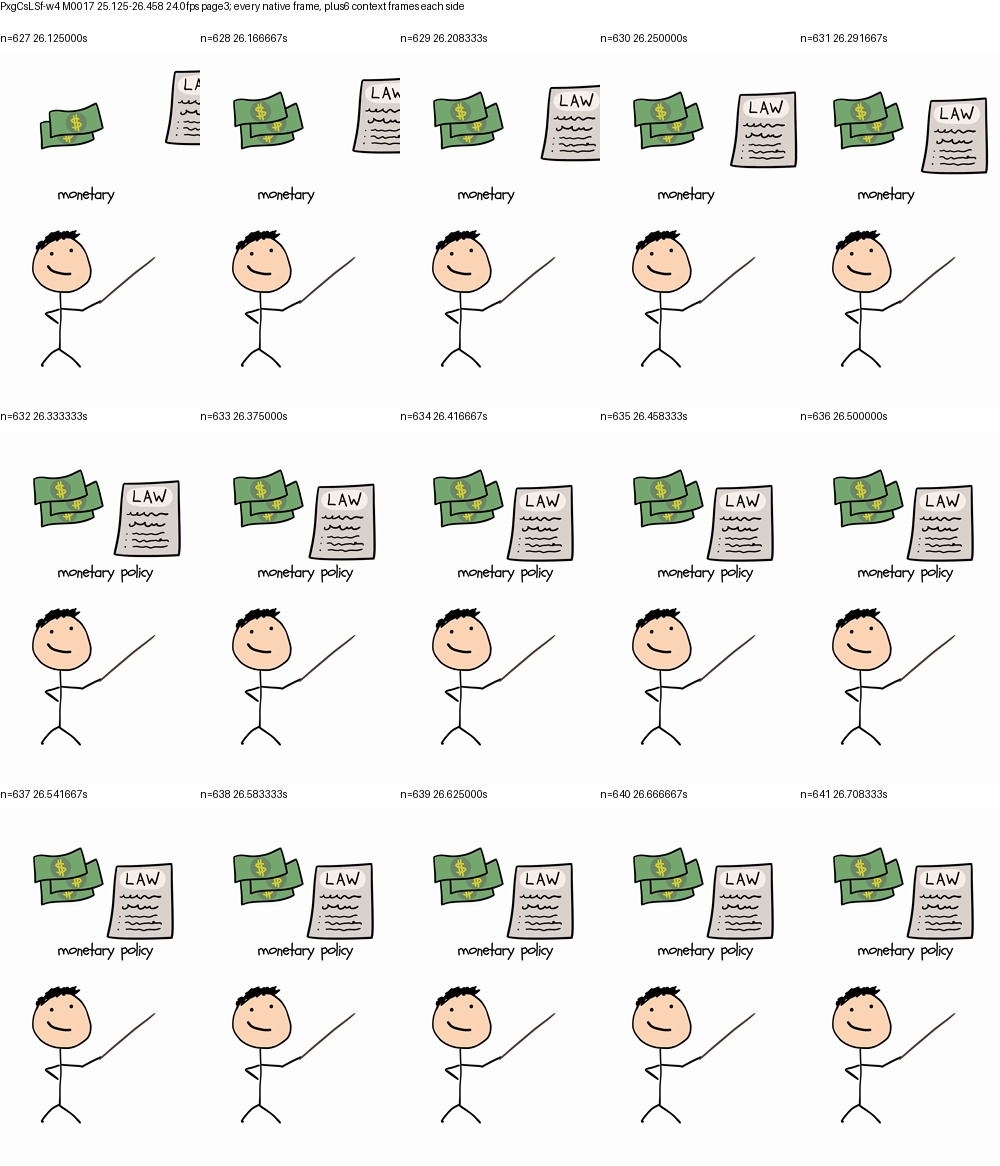 PxgCsLSf-w4 M0017 25.125-26.458 24.0fps page3; every native frame, plus6 context frames each side
n=627 26.125000s n=628 26.166667s n=629 26.208333s n=630 26.250000s n=631 26.291667s
$ LA $ LAW $ LAW $ LAW $ LAW
monetary monetary monetary monetary monetary
n=632 26.333333s n=633 26.375000s n=634 26.416667s n=635 26.458333s n=636 26.500000s
$ LAW $ LAW $ LAW $ LAW $ LAW
monetary policy monetary policy monetary policy monetary policy monetary policy
n=637 26.541667s n=638 26.583333s n=639 26.625000s n=640 26.666667s n=641 26.708333s
$ LAW $ LAW $ LAW $ LAW $ LAW
monetary policy monetary policy monetary policy monetary policy monetary policy